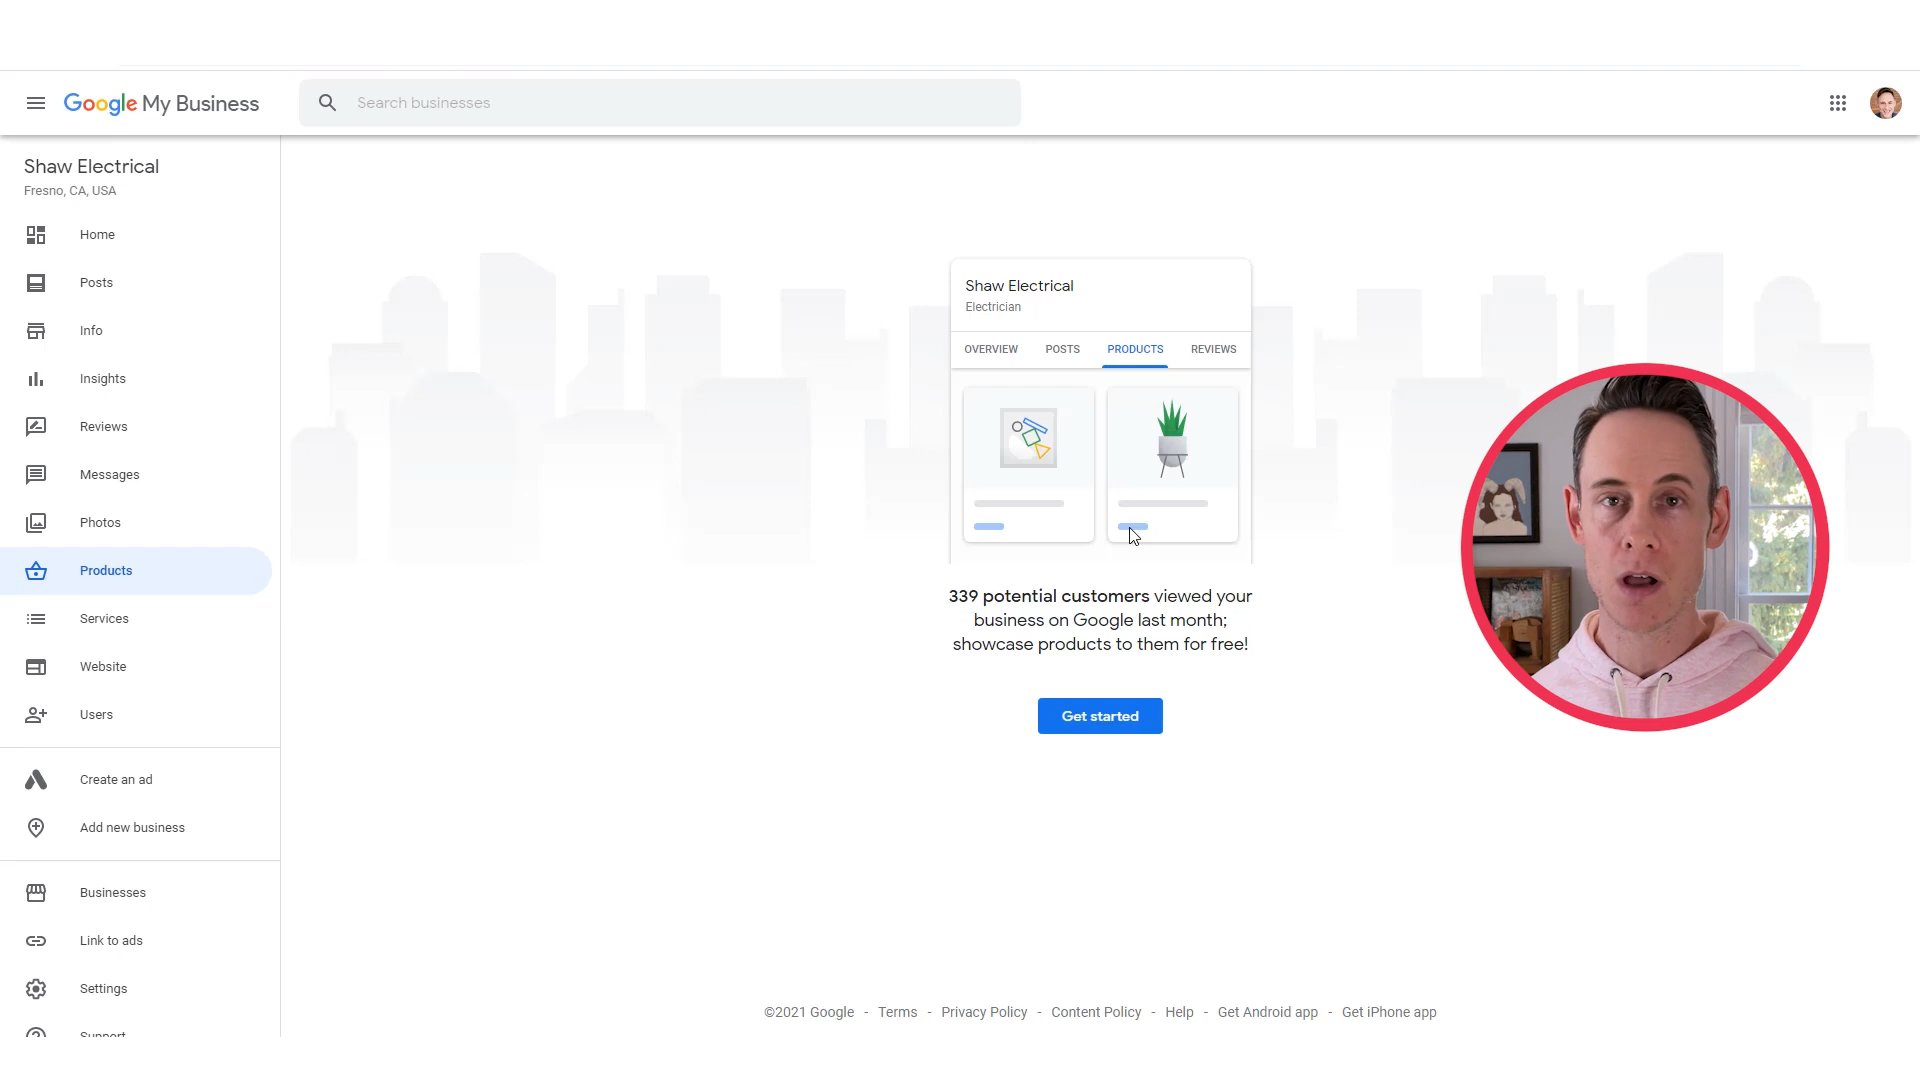 Google My Business
Search businesses
Shaw Electrical
Fresno, CA, USA
Home
Posts
Info
Insights
Reviews
Messages
Photos
Products
Services
Website
Users
Create an ad
Add new business
Businesses
Link to ads
Settings
Support
Shaw Electrical
Electrician
OVERVIEW POSTS PRODUCTS REVIEWS
339 potential customers viewed your
business on Google last month;
showcase products to them for free!
Get started
©2021 Google - Terms - Privacy Policy - Content Policy - Help - Get Android app - Get iPhone app